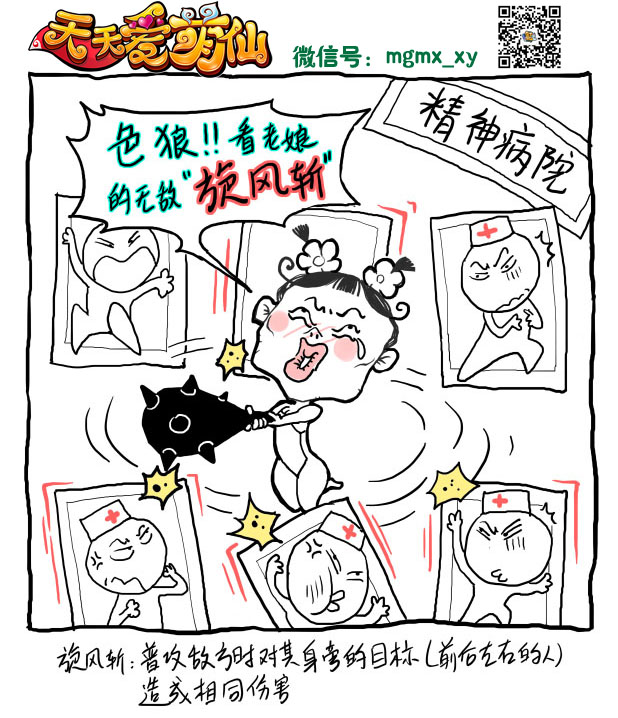 天天爱萌仙
微信号：mgmx_xy
精神病院
色狼!!看老娘
的无敌"旋风斩"
旋风斩：普攻敌方时对其身旁的目标(前后左右的人)
造成相同伤害